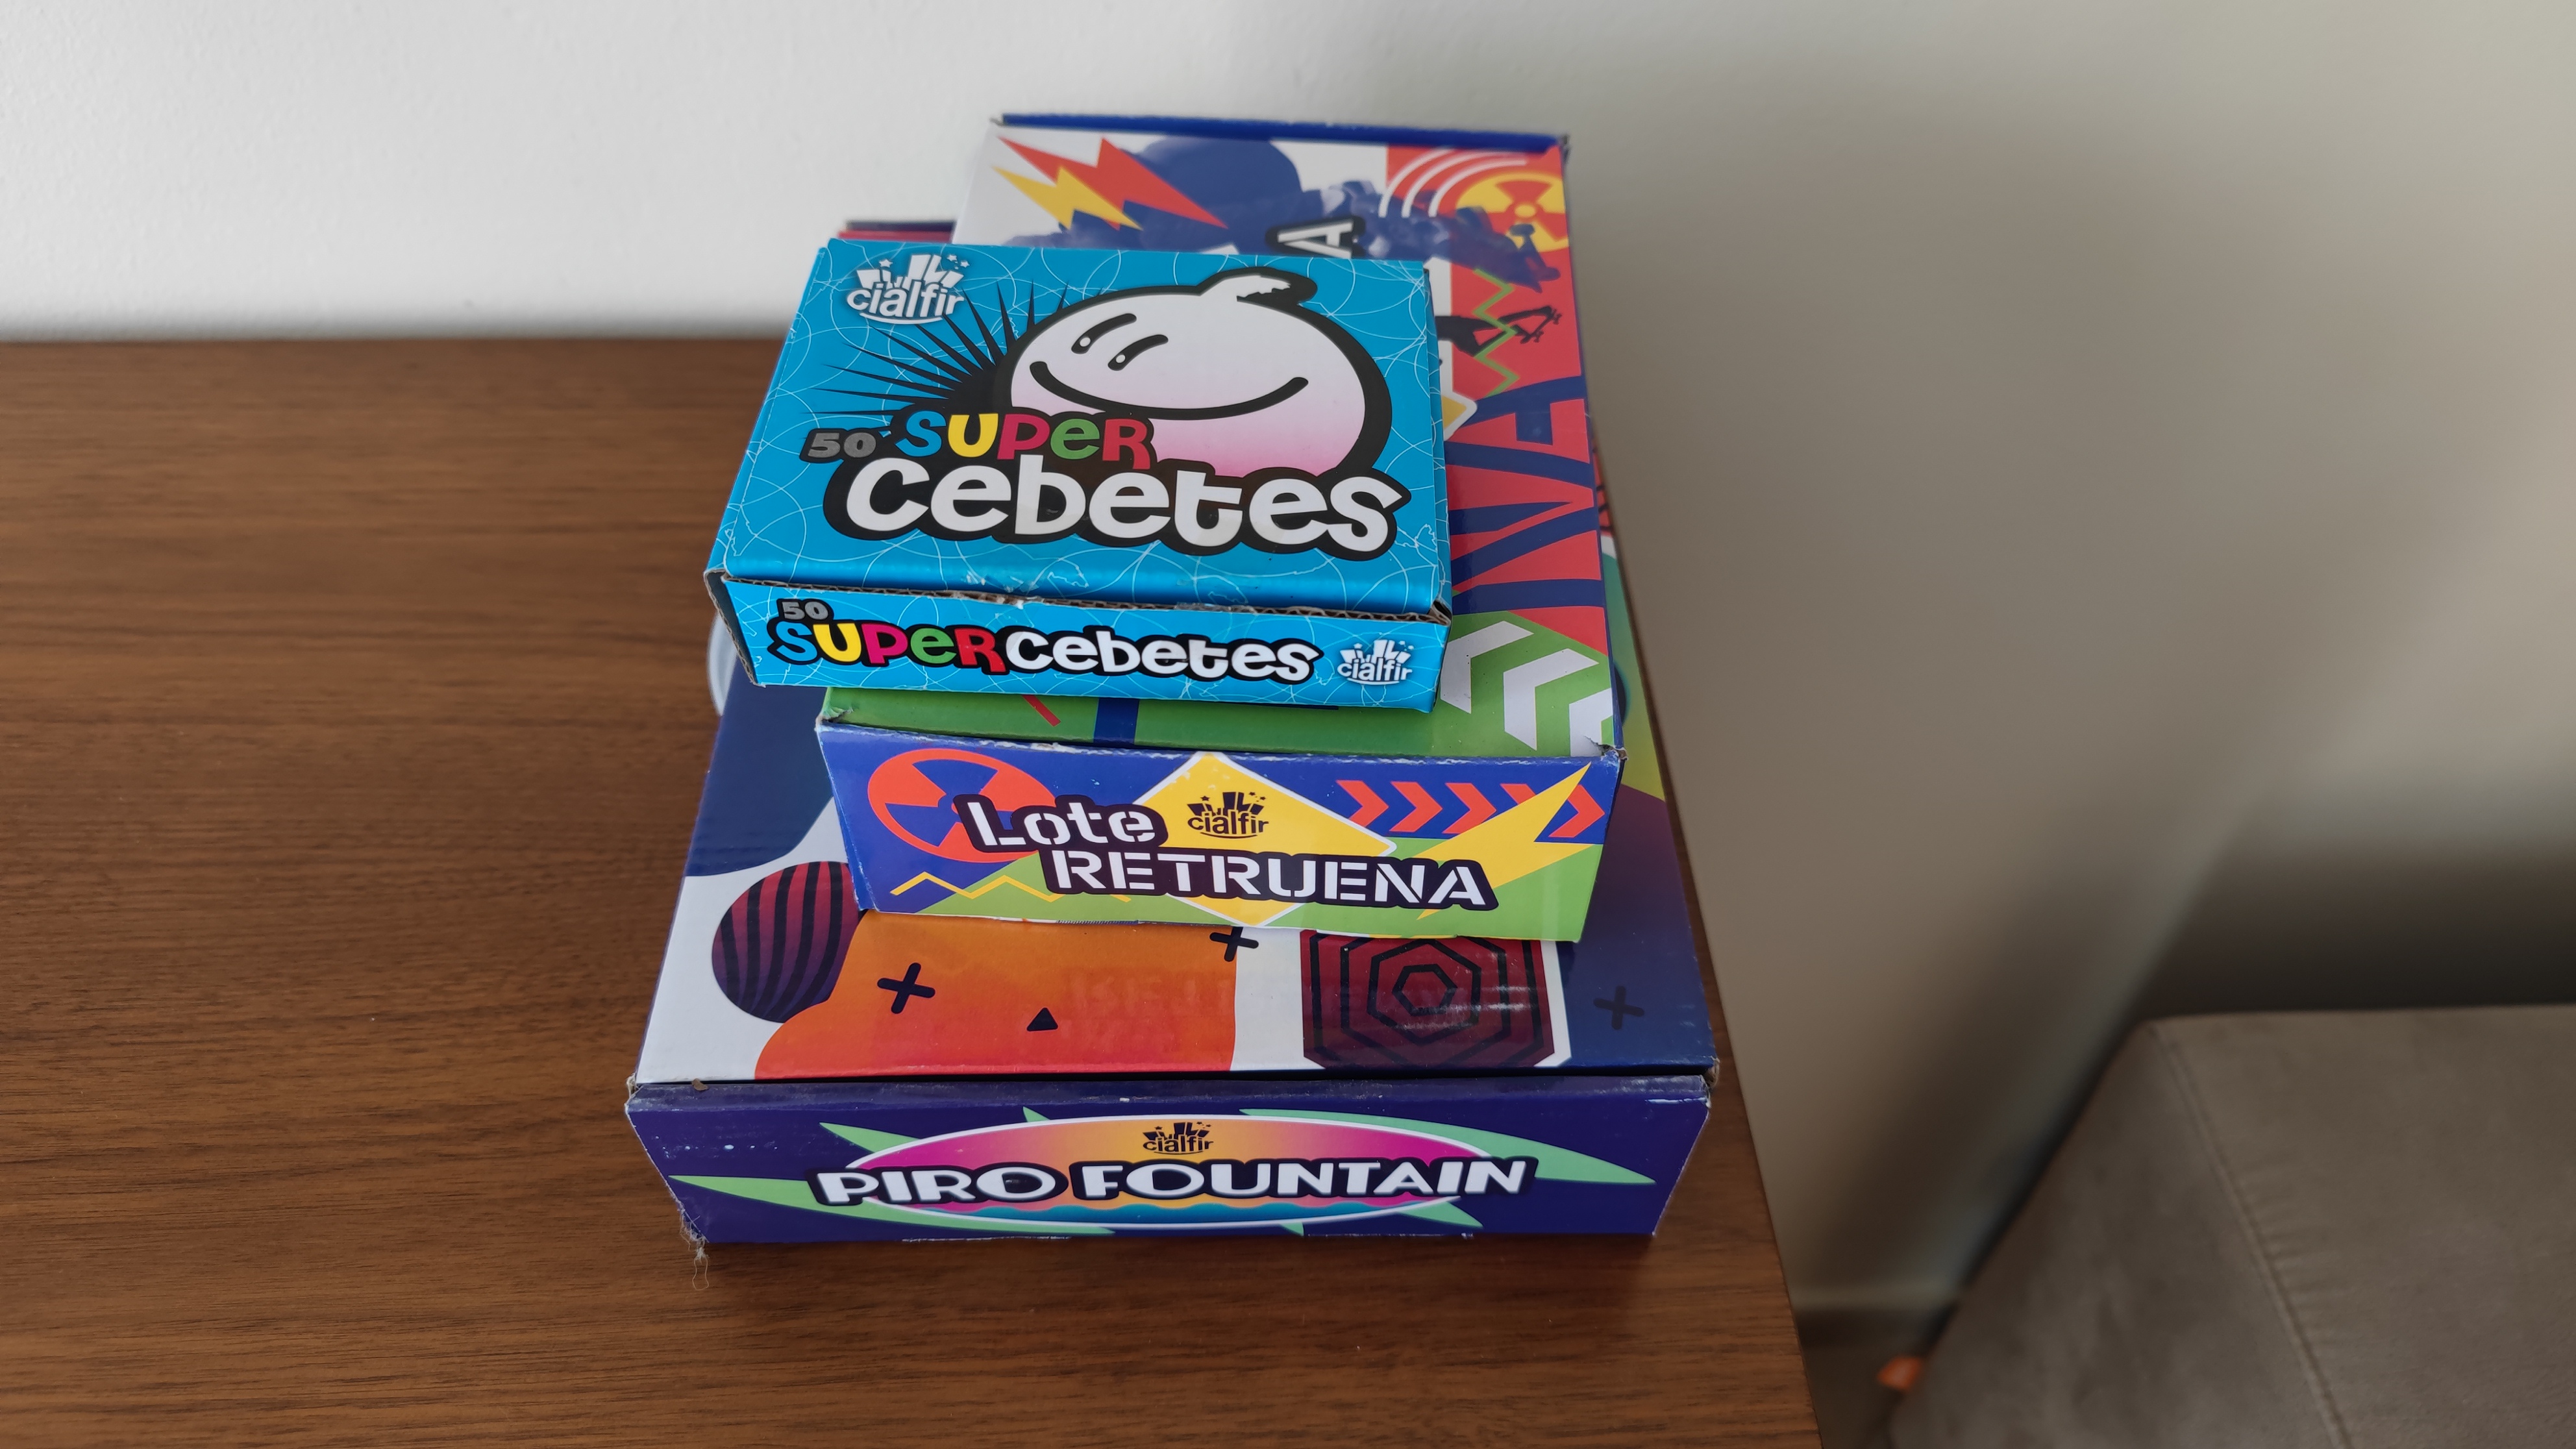 cialfir
50 SUPER
cebetes
50
SUPERcebetes
cialfir
Lote
cialfir
RETRUENA
cialfir
PIRO FOUNTAIN